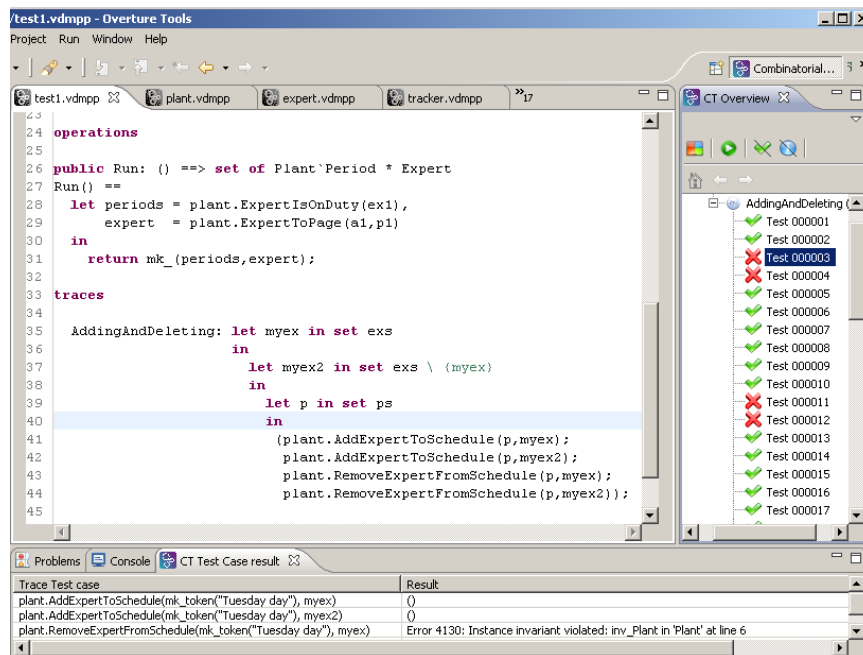 /test1.vdmpp - Overture Tools
Project Run Window Help
Combinatorial...
test1.vdmpp plant.vdmpp expert.vdmpp tracker.vdmpp »17
CT Overview
23
24 operations
25
26 public Run: () ==> set of Plant`Period * Expert
27 Run() ==
28 let periods = plant.ExpertIsOnDuty(ex1),
29 expert = plant.ExpertToPage(a1,p1)
30 in
31 return mk_(periods,expert);
32
33 traces
34
35 AddingAndDeleting: let myex in set exs
36 in
37 let myex2 in set exs \ {myex}
38 in
39 let p in set ps
40 in
41 (plant.AddExpertToSchedule(p,myex);
42 plant.AddExpertToSchedule(p,myex2);
43 plant.RemoveExpertFromSchedule(p,myex);
44 plant.RemoveExpertFromSchedule(p,myex2));
45
AddingAndDeleting (
Test 000001
Test 000002
Test 000003
Test 000004
Test 000005
Test 000006
Test 000007
Test 000008
Test 000009
Test 000010
Test 000011
Test 000012
Test 000013
Test 000014
Test 000015
Test 000016
Test 000017
Problems Console CT Test Case result
Trace Test case Result
plant.AddExpertToSchedule(mk_token("Tuesday day"), myex) ()
plant.AddExpertToSchedule(mk_token("Tuesday day"), myex2) ()
plant.RemoveExpertFromSchedule(mk_token("Tuesday day"), myex) Error 4130: Instance invariant violated: inv_Plant in 'Plant' at line 6